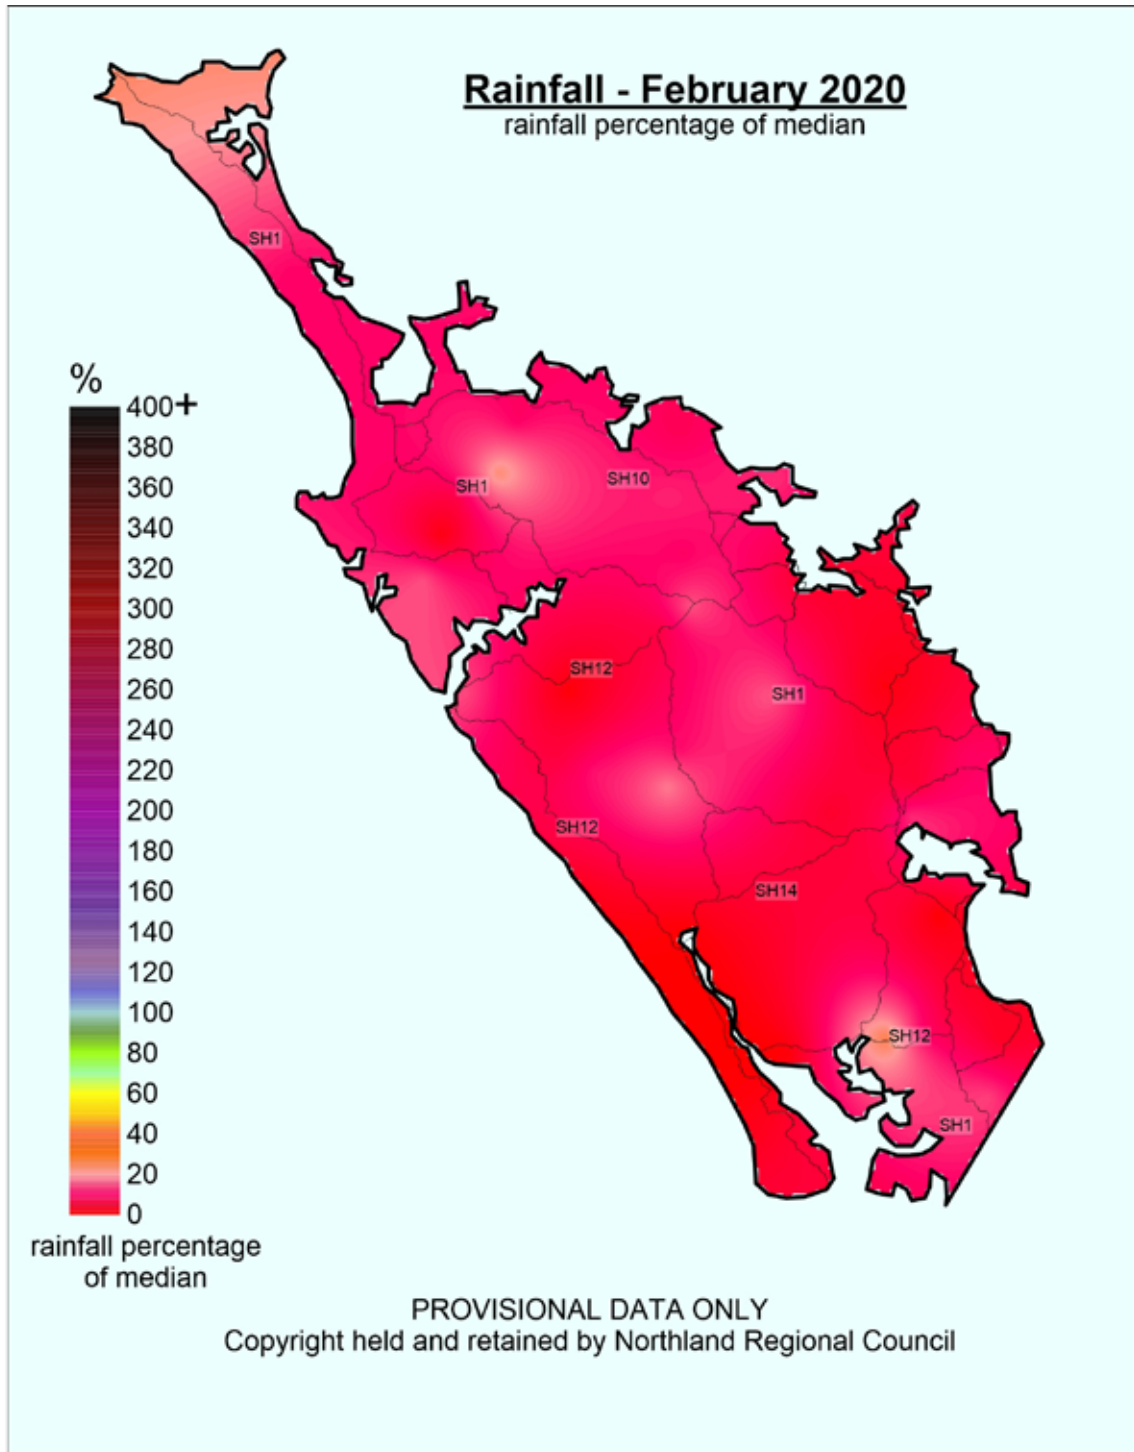 Rainfall - February 2020
rainfall percentage of median
SH1
%
400+
380
360
340
320
300
280
260
240
220
200
180
160
140
120
100
80
60
40
20
0
rainfall percentage
of median
SH1
SH10
SH12
SH1
SH12
SH14
SH12
SH1
PROVISIONAL DATA ONLY
Copyright held and retained by Northland Regional Council